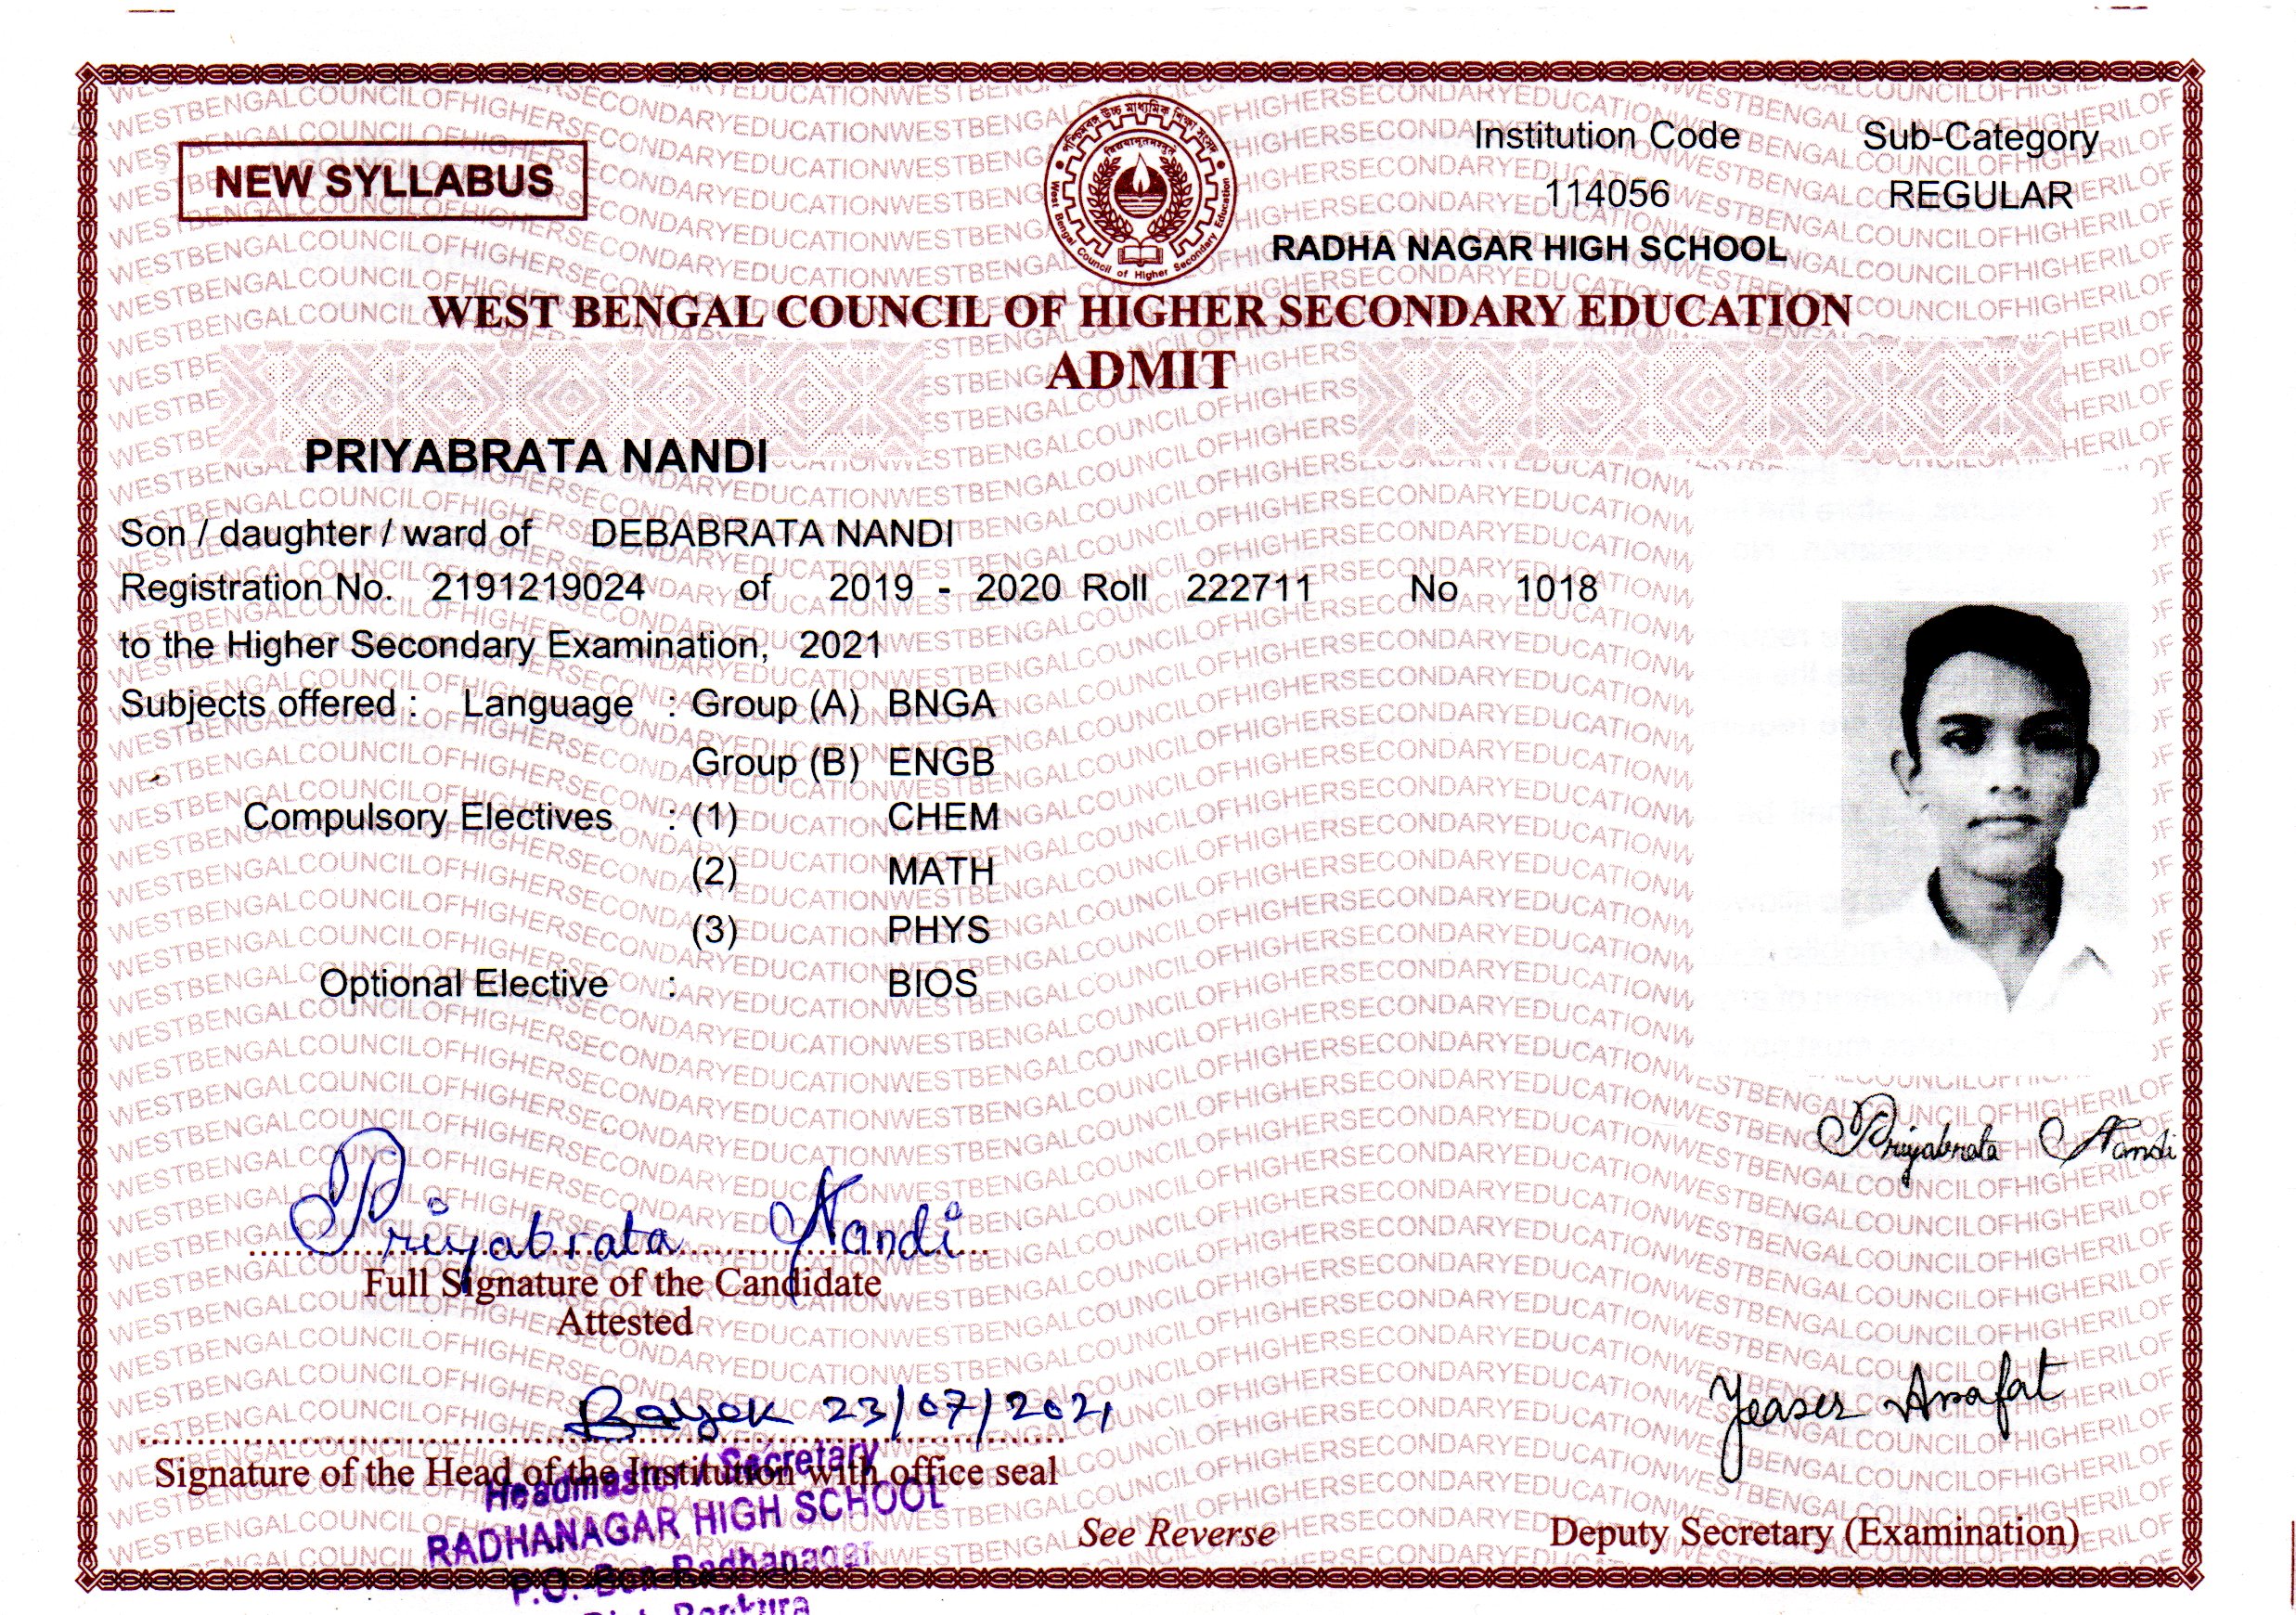 NEW SYLLABUS
পশ্চিমবঙ্গ উচ্চ মাধ্যমিক শিক্ষা সংসদ
West Bengal Council of Higher Secondary Education
Institution Code Sub-Category
114056 REGULAR
RADHA NAGAR HIGH SCHOOL
WEST BENGAL COUNCIL OF HIGHER SECONDARY EDUCATION
ADMIT
PRIYABRATA NANDI
Son / daughter / ward of DEBABRATA NANDI
Registration No. 2191219024 of 2019 - 2020 Roll 222711 No 1018
to the Higher Secondary Examination, 2021
Subjects offered : Language : Group (A) BNGA
Group (B) ENGB
Compulsory Electives : (1) CHEM
(2) MATH
(3) PHYS
Optional Elective : BIOS
Priyabrata Nandi
Priyabrata Nandi
Full Signature of the Candidate
Attested
23/07/2021
Yeaser Arafat
Signature of the Head of the Institution with office seal
Headmaster / Secretary
RADHANAGAR HIGH SCHOOL
P.O.-Ben-Radhanagar
Dist-Bankura
See Reverse
Deputy Secretary (Examination)